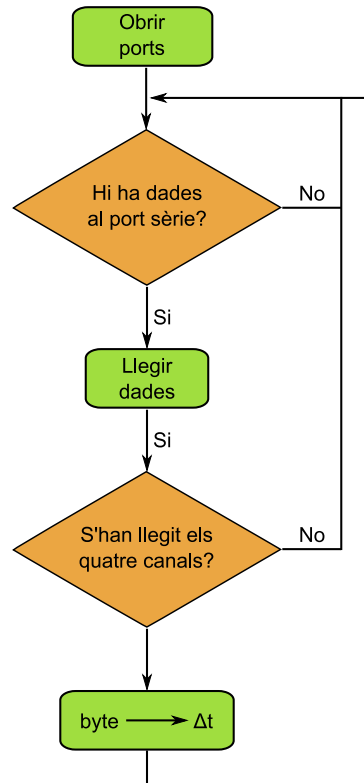 Obrir
ports
Hi ha dades
al port sèrie?
No
Si
Llegir
dades
Si
S'han llegit els
quatre canals?
No
byte → Δt